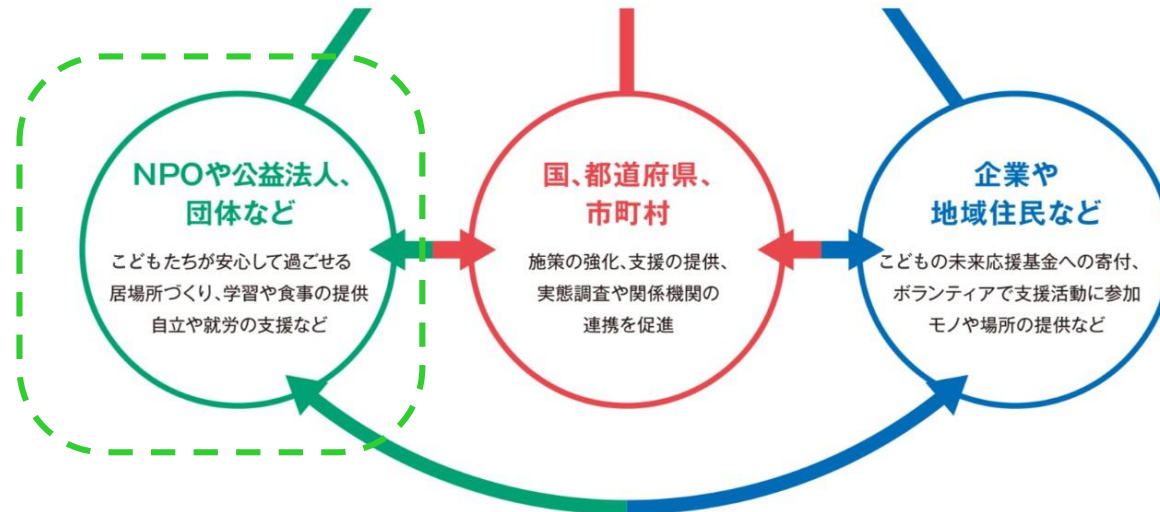 NPOや公益法人、
団体など
こどもたちが安心して過ごせる
居場所づくり、学習や食事の提供
自立や就労の支援など
国、都道府県、
市町村
施策の強化、支援の提供、
実態調査や関係機関の
連携を促進
企業や
地域住民など
こどもの未来応援基金への寄付、
ボランティアで支援活動に参加
モノや場所の提供など